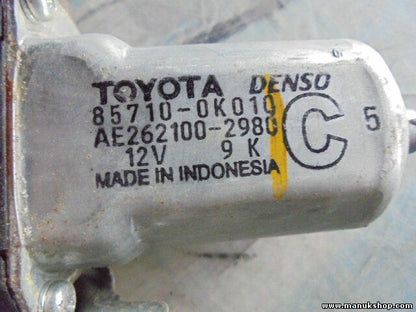 TOYOTA DENSO
85710-0K010
AE262100-2980
12V 9 K
MADE IN INDONESIA
C 5
www.manukshop.com